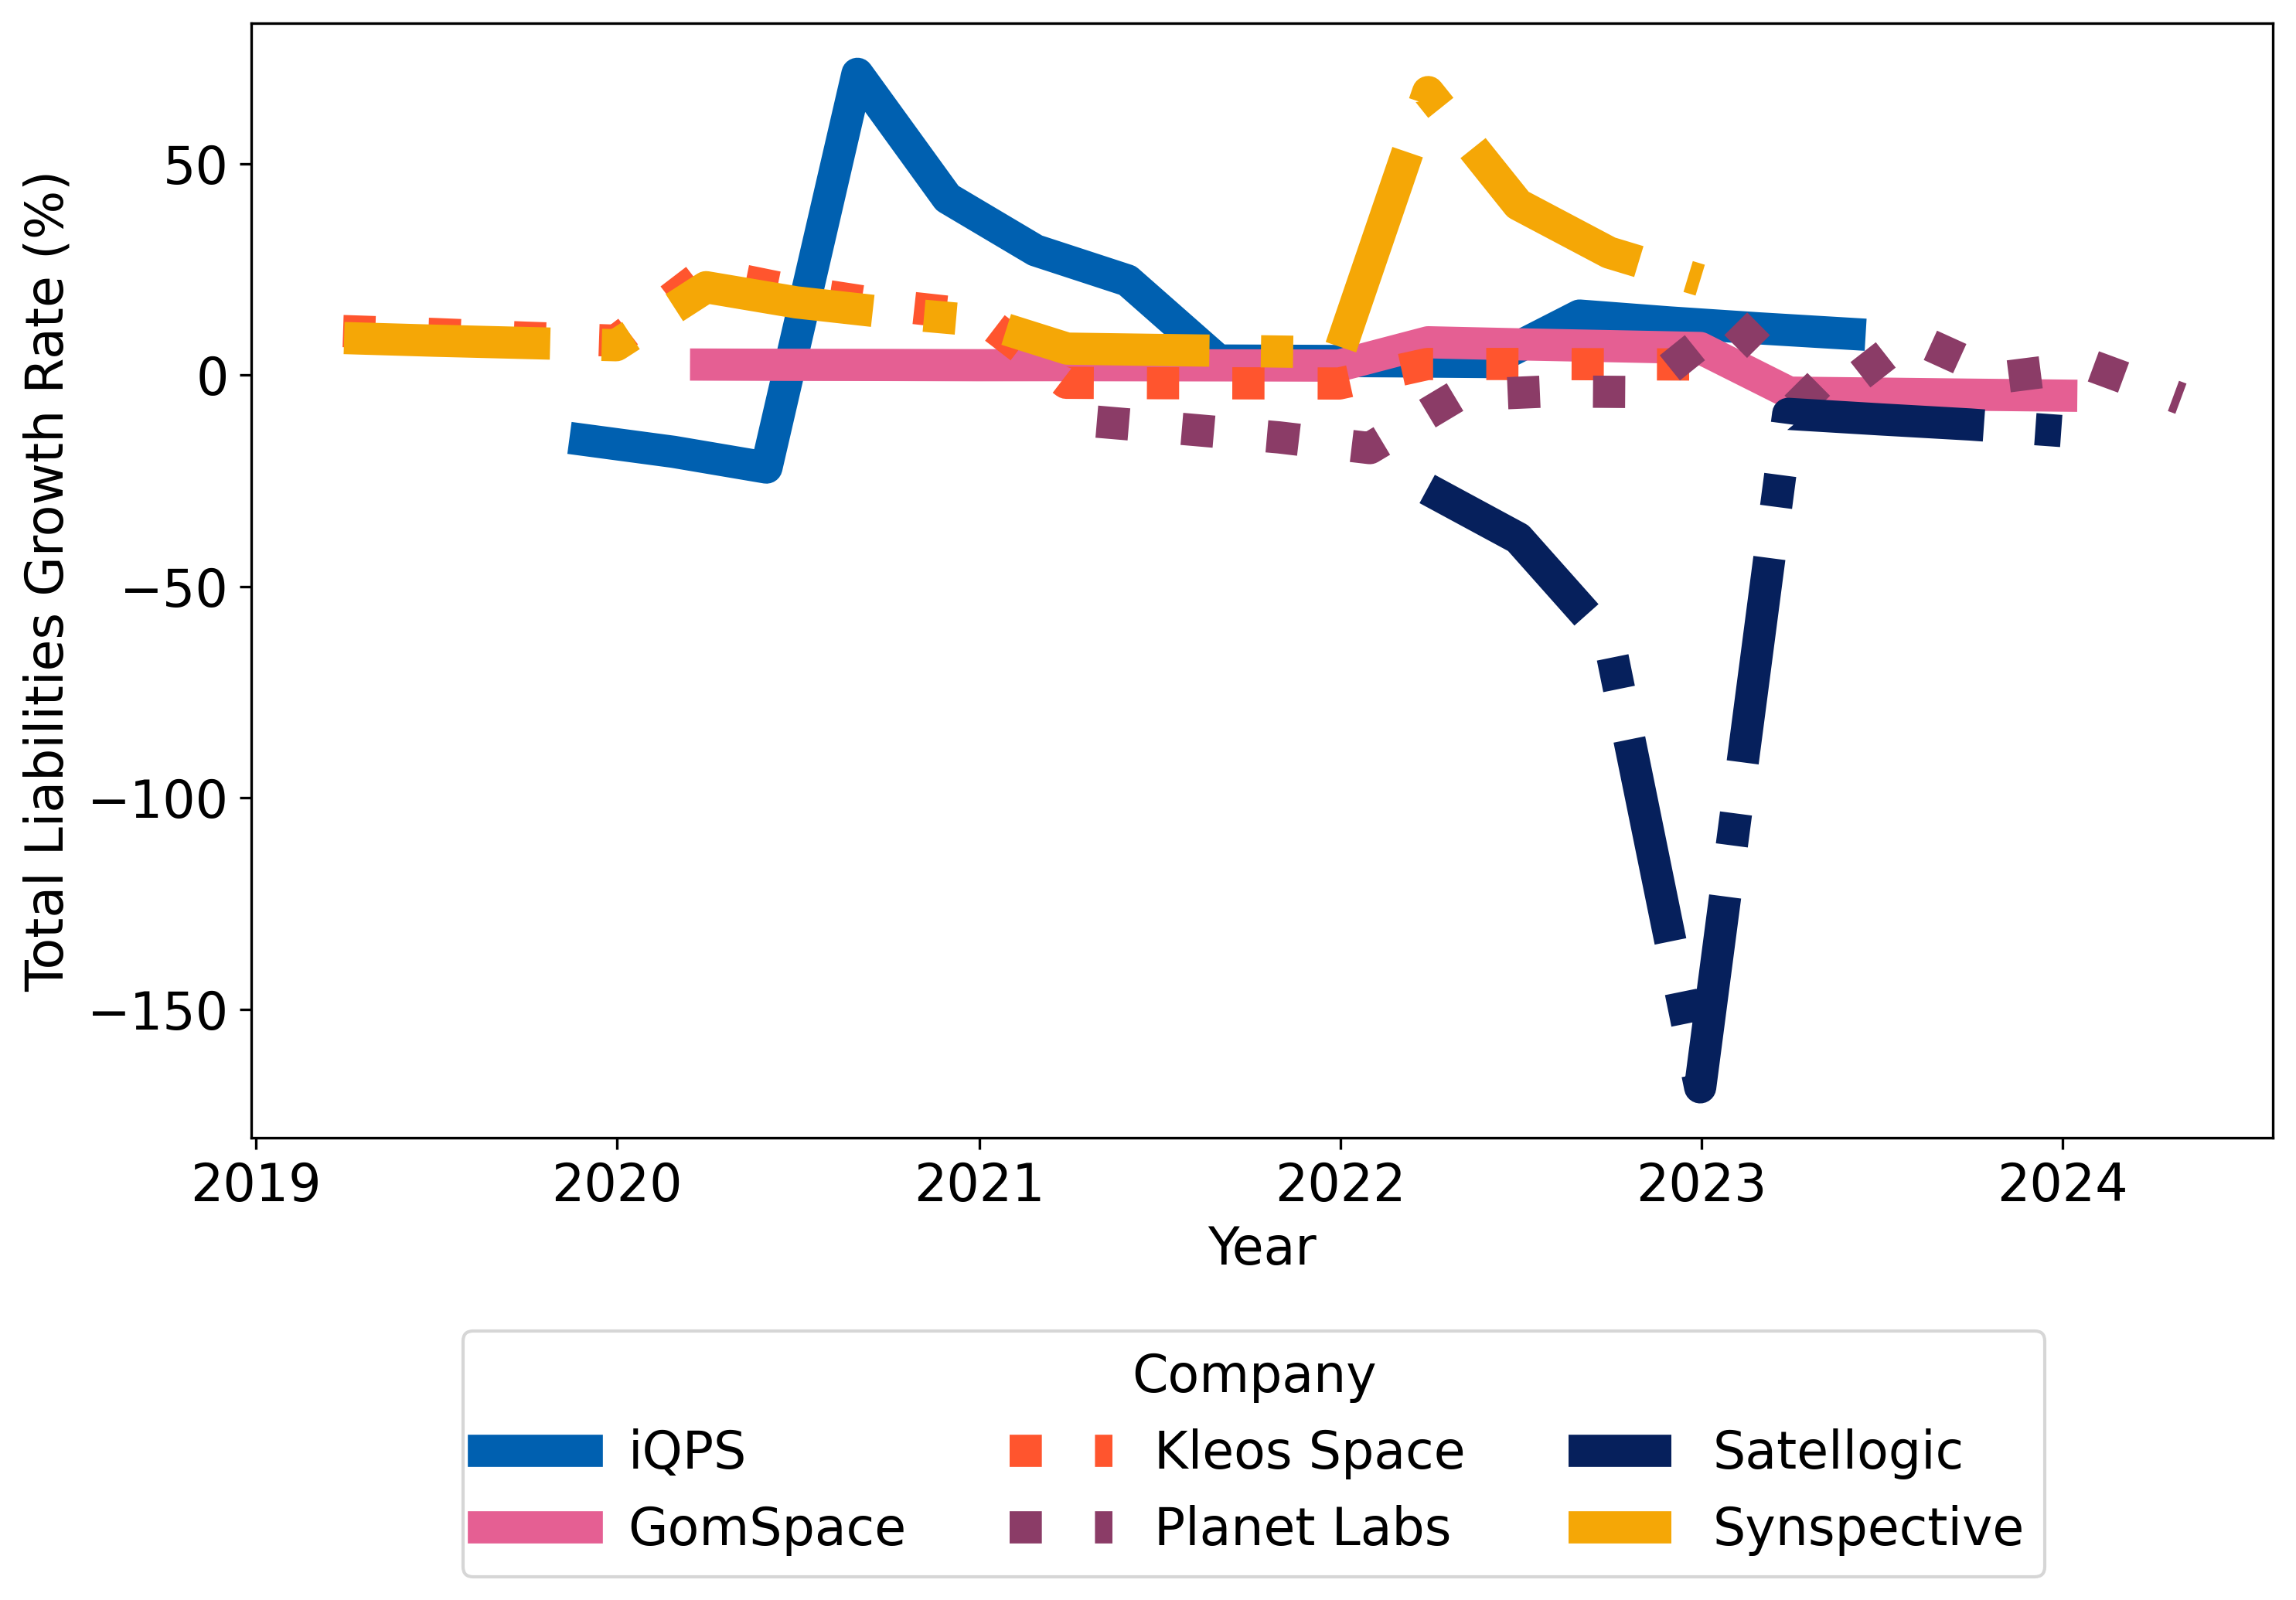 Total Liabilities Growth Rate (%)
50
0
−50
−100
−150
2019 2020 2021 2022 2023 2024
Year
Company
iQPS Kleos Space Satellogic
GomSpace Planet Labs Synspective